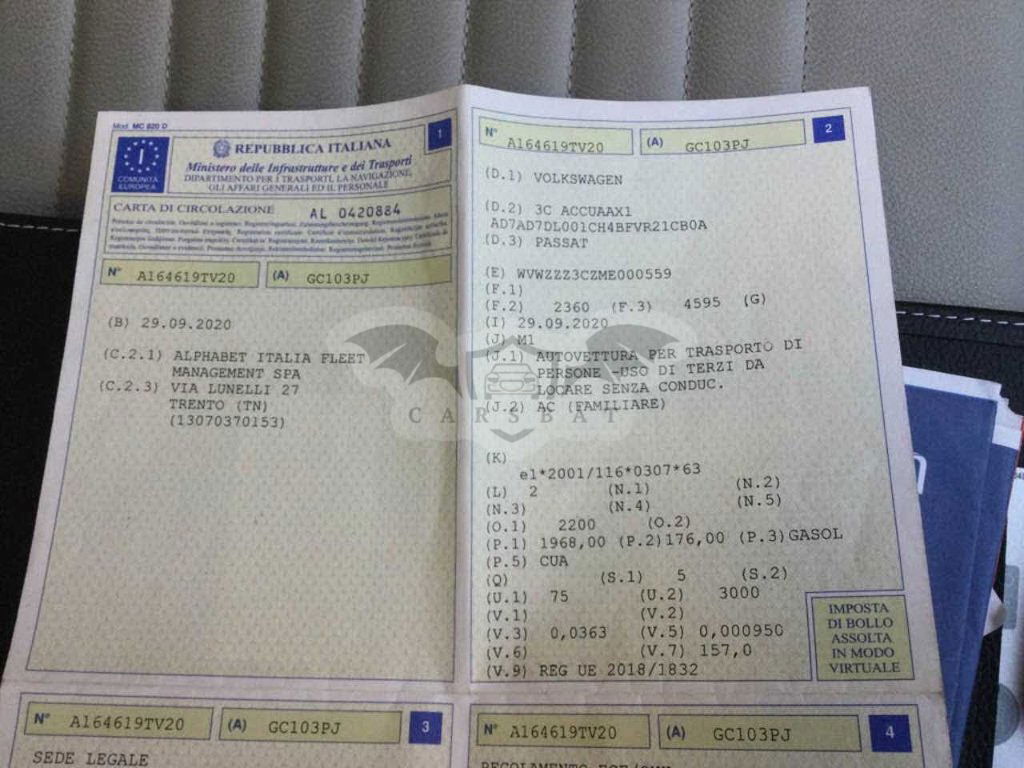 Mod. MC 820 D
1
I
COMUNITÀ
EUROPEA
REPUBBLICA ITALIANA
Ministero delle Infrastrutture e dei Trasporti
DIPARTIMENTO PER I TRASPORTI, LA NAVIGAZIONE,
GLI AFFARI GENERALI ED IL PERSONALE
CARTA DI CIRCOLAZIONE AL 0420884
N° A164619TV20 (A) GC103PJ
(B) 29.09.2020
(C.2.1) ALPHABET ITALIA FLEET
MANAGEMENT SPA
(C.2.3) VIA LUNELLI 27
TRENTO (TN)
(13070370153)
N° A164619TV20 (A) GC103PJ 2
(D.1) VOLKSWAGEN
(D.2) 3C ACCUAAX1
AD7AD7DL001CH4BFVR21CB0A
(D.3) PASSAT
(E) WVWZZZ3CZME000559
(F.1)
(F.2) 2360 (F.3) 4595 (G)
(I) 29.09.2020
(J) M1
(J.1) AUTOVETTURA PER TRASPORTO DI
PERSONE -USO DI TERZI DA
LOCARE SENZA CONDUC.
(J.2) AC (FAMILIARE)
CARSBAT
(K)
e1*2001/116*0307*63
(L) 2 (N.1) (N.2)
(N.3) (N.4) (N.5)
(O.1) 2200 (O.2)
(P.1) 1968,00 (P.2) 176,00 (P.3) GASOL
(P.5) CUA
(Q) (S.1) 5 (S.2)
(U.1) 75 (U.2) 3000
(V.1) (V.2)
(V.3) 0,0363 (V.5) 0,000950
(V.6) (V.7) 157,0
(V.9) REG UE 2018/1832
IMPOSTA
DI BOLLO
ASSOLTA
IN MODO
VIRTUALE
N° A164619TV20 (A) GC103PJ 3
SEDE LEGALE
N° A164619TV20 (A) GC103PJ 4